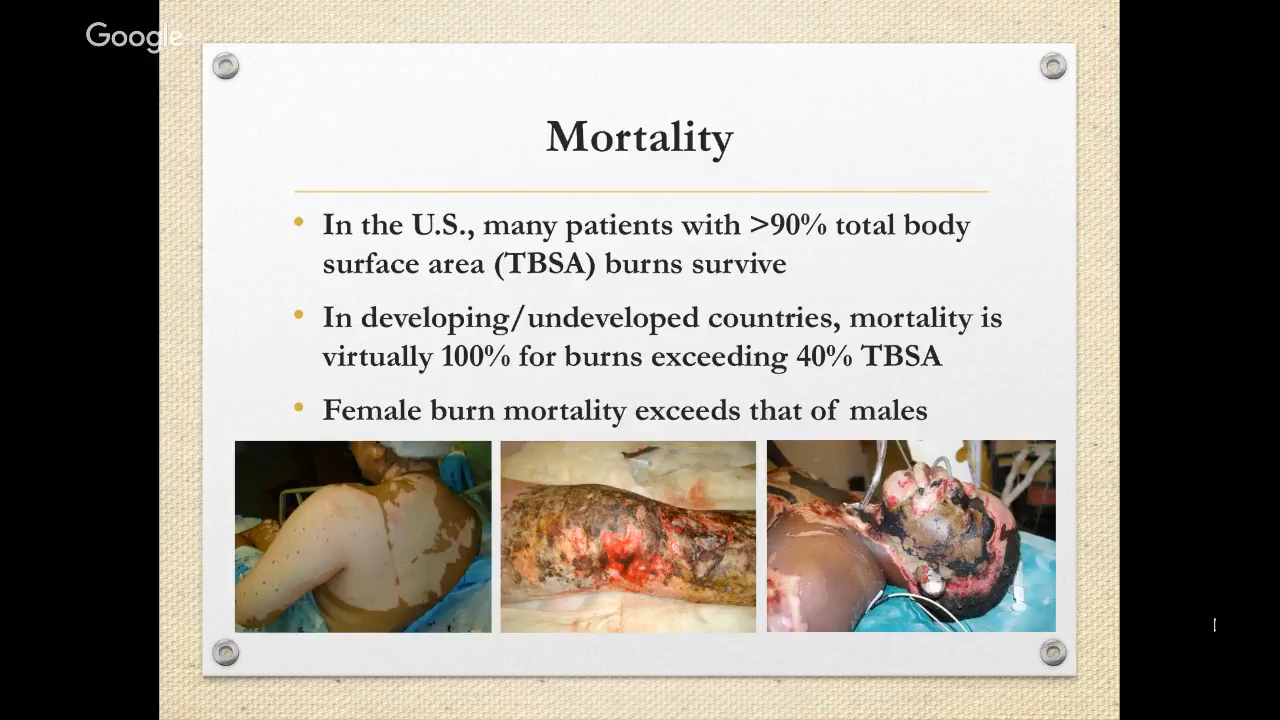 Google
Mortality
• In the U.S., many patients with >90% total body
surface area (TBSA) burns survive
• In developing/undeveloped countries, mortality is
virtually 100% for burns exceeding 40% TBSA
• Female burn mortality exceeds that of males